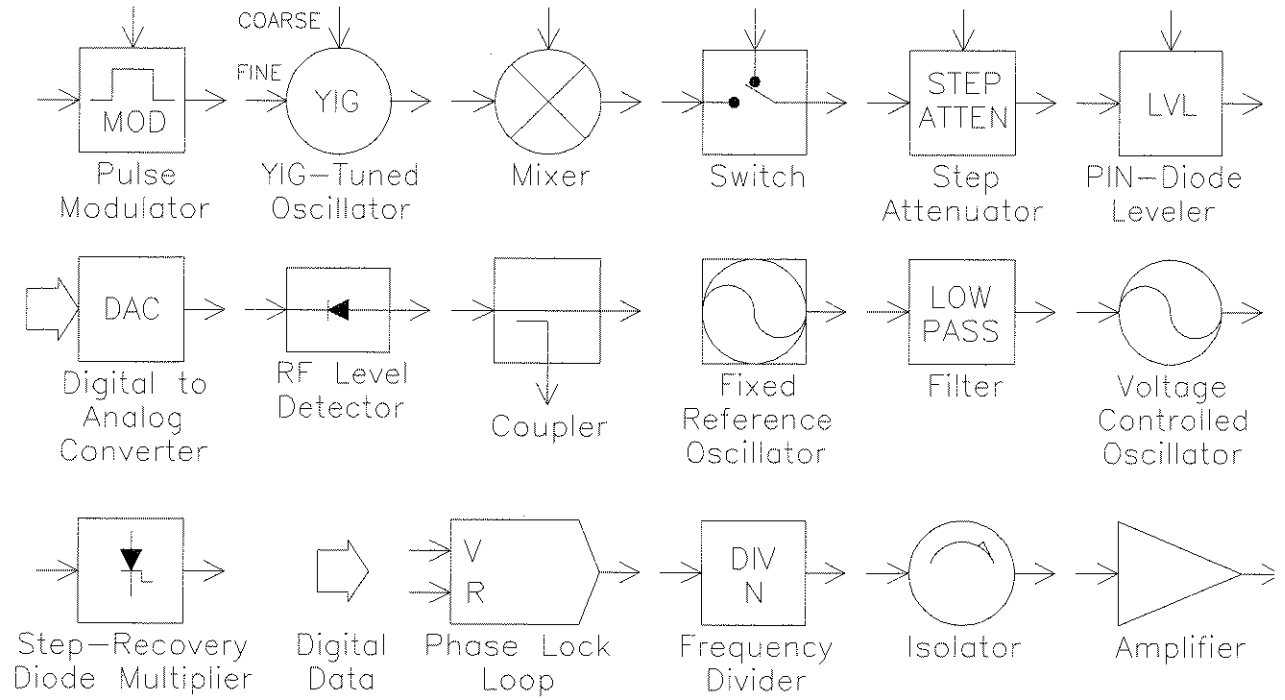 COARSE
FINE
MOD
YIG
STEP
ATTEN
LVL
Pulse
Modulator
YIG-Tuned
Oscillator
Mixer
Switch
Step
Attenuator
PIN-Diode
Leveler
DAC
LOW
PASS
Digital to
Analog
Converter
RF Level
Detector
Coupler
Fixed
Reference
Oscillator
Filter
Voltage
Controlled
Oscillator
V
R
DIV
N
Step-Recovery
Diode Multiplier
Digital
Data
Phase Lock
Loop
Frequency
Divider
Isolator
Amplifier